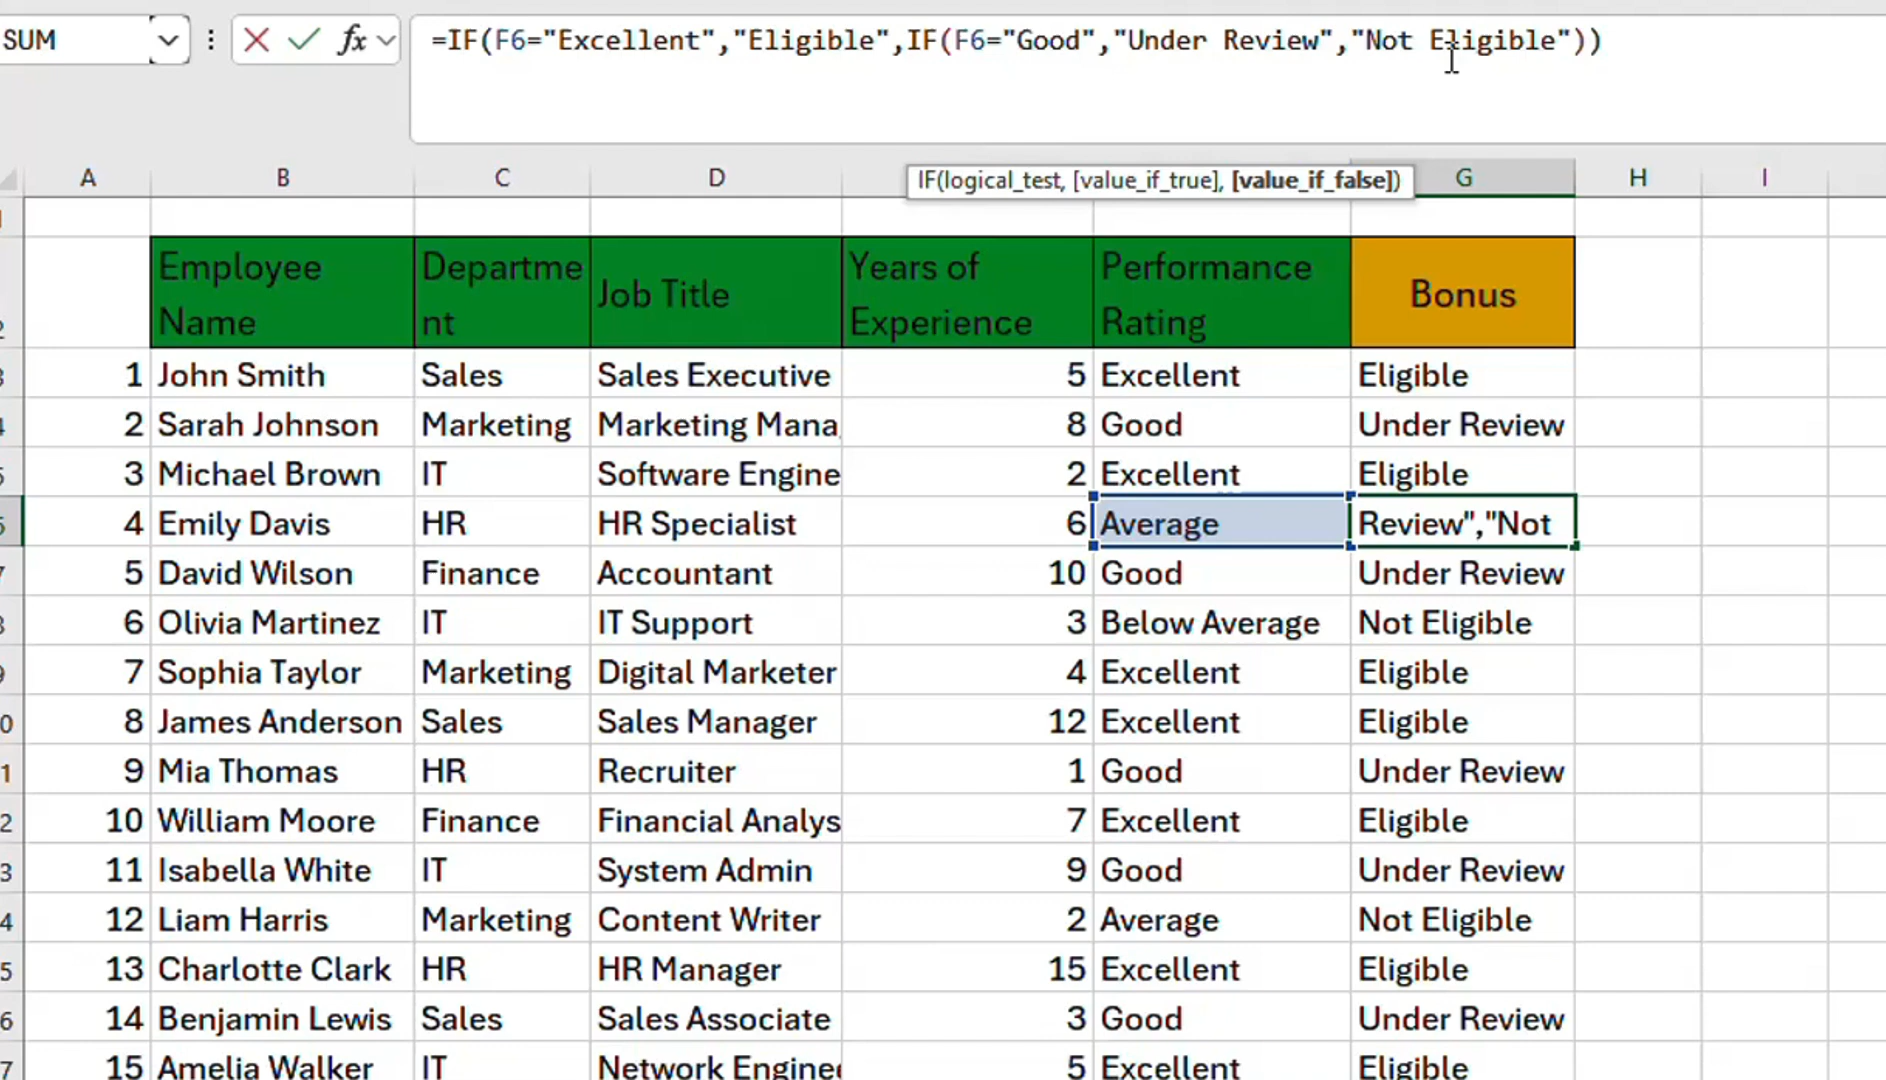 SUM
fx
=IF(F6="Excellent","Eligible",IF(F6="Good","Under Review","Not Eligible"))
IF(logical_test, [value_if_true], [value_if_false])
A B C D G H I
Employee Name Departme nt Job Title Years of Experience Performance Rating Bonus
1 John Smith Sales Sales Executive 5 Excellent Eligible
2 Sarah Johnson Marketing Marketing Mana 8 Good Under Review
3 Michael Brown IT Software Engine 2 Excellent Eligible
4 Emily Davis HR HR Specialist 6 Average Review","Not
5 David Wilson Finance Accountant 10 Good Under Review
6 Olivia Martinez IT IT Support 3 Below Average Not Eligible
7 Sophia Taylor Marketing Digital Marketer 4 Excellent Eligible
8 James Anderson Sales Sales Manager 12 Excellent Eligible
9 Mia Thomas HR Recruiter 1 Good Under Review
10 William Moore Finance Financial Analys 7 Excellent Eligible
11 Isabella White IT System Admin 9 Good Under Review
12 Liam Harris Marketing Content Writer 2 Average Not Eligible
13 Charlotte Clark HR HR Manager 15 Excellent Eligible
14 Benjamin Lewis Sales Sales Associate 3 Good Under Review
15 Amelia Walker IT Network Enginee 5 Excellent Eligible